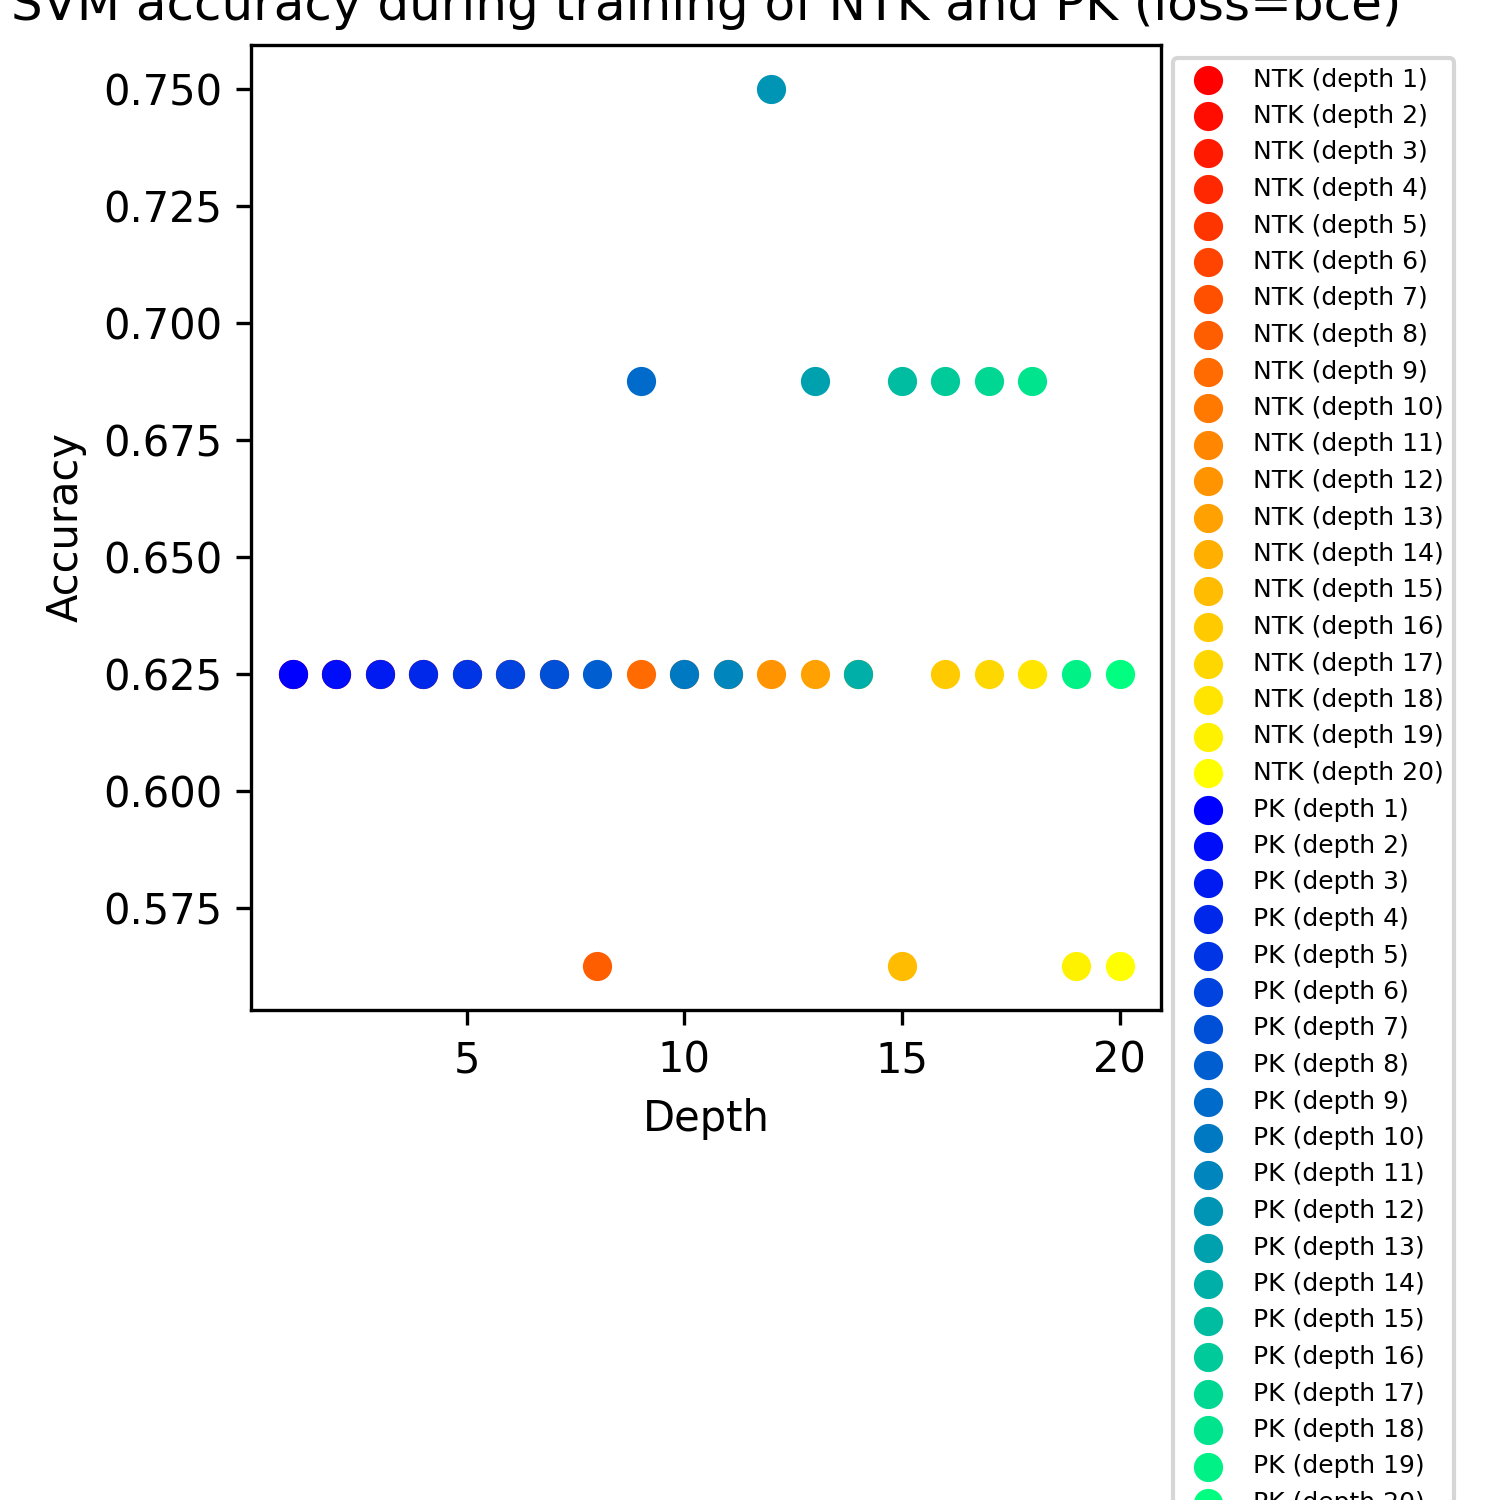 SVM accuracy during training of NTK and PK (loss=bce)
0.750
0.725
0.700
0.675
0.650
0.625
0.600
0.575
Accuracy
5 10 15 20
Depth
NTK (depth 1)
NTK (depth 2)
NTK (depth 3)
NTK (depth 4)
NTK (depth 5)
NTK (depth 6)
NTK (depth 7)
NTK (depth 8)
NTK (depth 9)
NTK (depth 10)
NTK (depth 11)
NTK (depth 12)
NTK (depth 13)
NTK (depth 14)
NTK (depth 15)
NTK (depth 16)
NTK (depth 17)
NTK (depth 18)
NTK (depth 19)
NTK (depth 20)
PK (depth 1)
PK (depth 2)
PK (depth 3)
PK (depth 4)
PK (depth 5)
PK (depth 6)
PK (depth 7)
PK (depth 8)
PK (depth 9)
PK (depth 10)
PK (depth 11)
PK (depth 12)
PK (depth 13)
PK (depth 14)
PK (depth 15)
PK (depth 16)
PK (depth 17)
PK (depth 18)
PK (depth 19)
PK (depth 20)